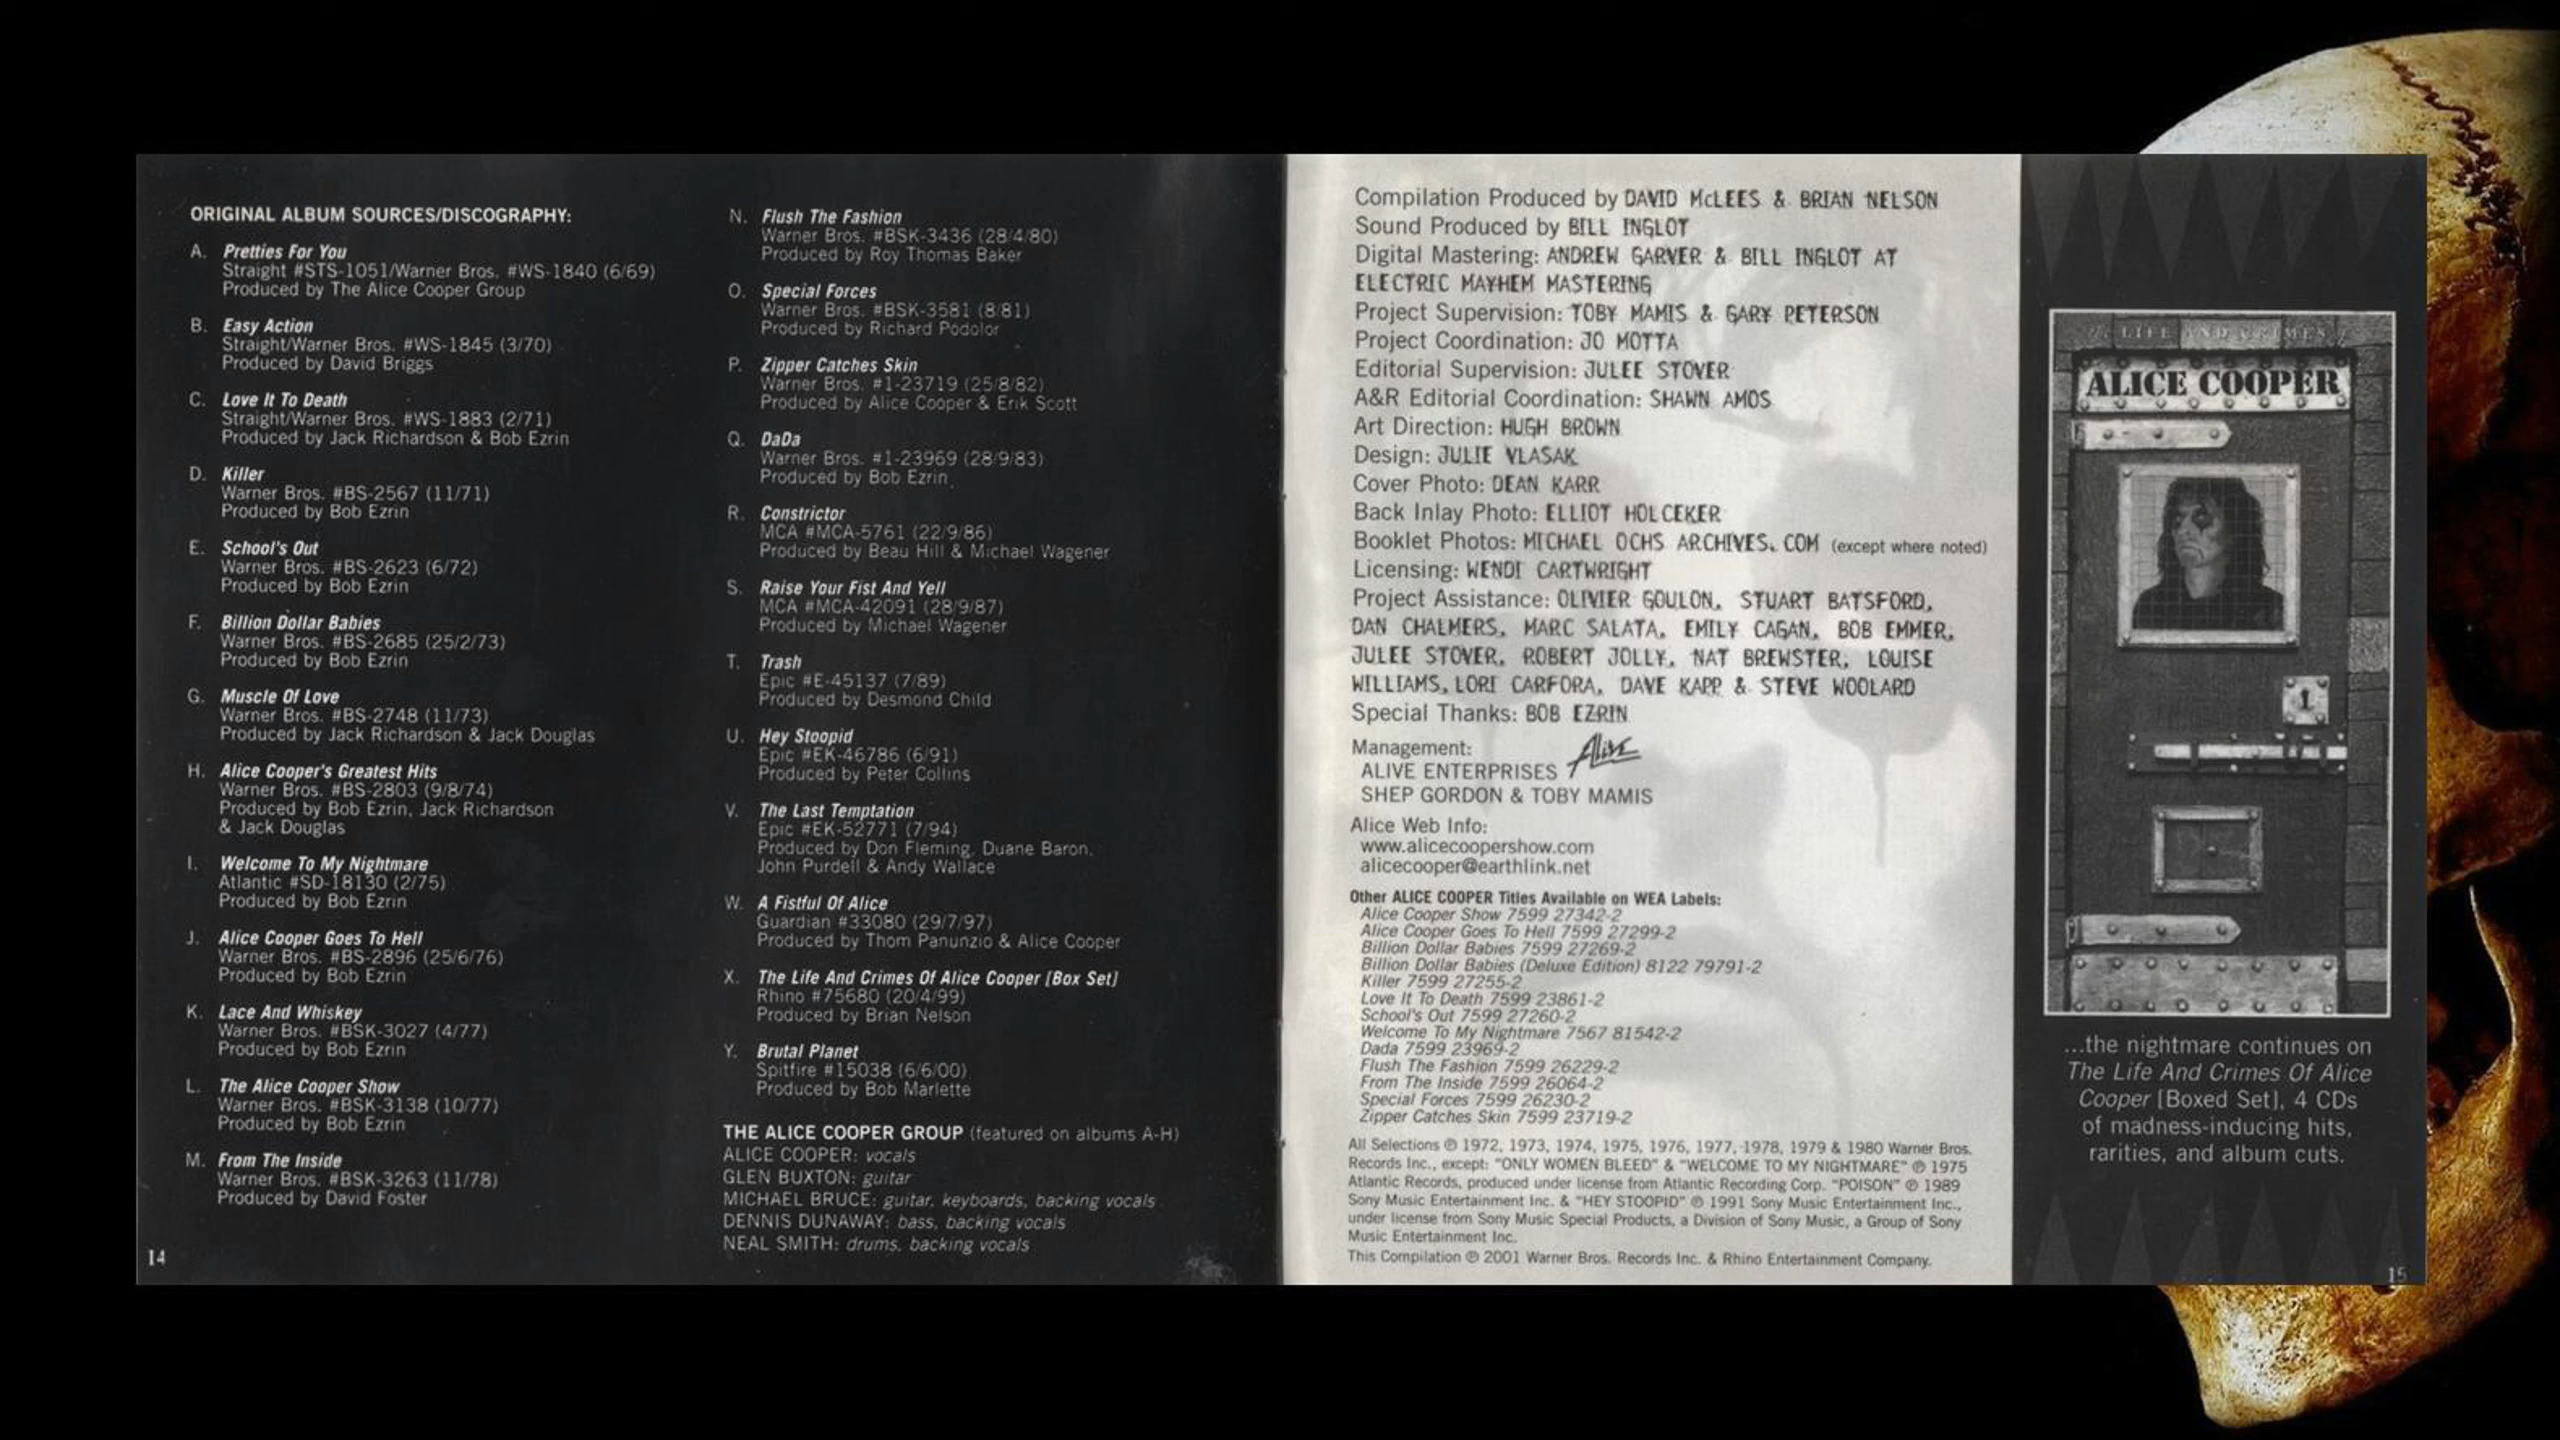 ORIGINAL ALBUM SOURCES/DISCOGRAPHY:
A. Pretties For You
Straight #STS-1051/Warner Bros. #WS-1840 (6/69)
Produced by The Alice Cooper Group
B. Easy Action
Straight/Warner Bros. #WS-1845 (3/70)
Produced by David Briggs
C. Love It To Death
Straight/Warner Bros. #WS-1883 (2/71)
Produced by Jack Richardson & Bob Ezrin
D. Killer
Warner Bros. #BS-2567 (11/71)
Produced by Bob Ezrin
E. School's Out
Warner Bros. #BS-2623 (6/72)
Produced by Bob Ezrin
F. Billion Dollar Babies
Warner Bros. #BS-2685 (25/2/73)
Produced by Bob Ezrin
G. Muscle Of Love
Warner Bros. #BS-2748 (11/73)
Produced by Jack Richardson & Jack Douglas
H. Alice Cooper's Greatest Hits
Warner Bros. #BS-2803 (9/8/74)
Produced by Bob Ezrin, Jack Richardson
& Jack Douglas
I. Welcome To My Nightmare
Atlantic #SD-18130 (2/75)
Produced by Bob Ezrin
J. Alice Cooper Goes To Hell
Warner Bros. #BS-2896 (25/6/76)
Produced by Bob Ezrin
K. Lace And Whiskey
Warner Bros. #BSK-3027 (4/77)
Produced by Bob Ezrin
L. The Alice Cooper Show
Warner Bros. #BSK-3138 (10/77)
Produced by Bob Ezrin
M. From The Inside
Warner Bros. #BSK-3263 (11/78)
Produced by David Foster
14
N. Flush The Fashion
Warner Bros. #BSK-3436 (28/4/80)
Produced by Roy Thomas Baker
O. Special Forces
Warner Bros. #BSK-3581 (8/81)
Produced by Richard Podolor
P. Zipper Catches Skin
Warner Bros. #1-23719 (25/8/82)
Produced by Alice Cooper & Erik Scott
Q. DaDa
Warner Bros. #1-23969 (28/9/83)
Produced by Bob Ezrin
R. Constrictor
MCA #MCA-5761 (22/9/86)
Produced by Beau Hill & Michael Wagener
S. Raise Your Fist And Yell
MCA #MCA-42091 (28/9/87)
Produced by Michael Wagener
T. Trash
Epic #E-45137 (7/89)
Produced by Desmond Child
U. Hey Stoopid
Epic #EK-46786 (6/91)
Produced by Peter Collins
V. The Last Temptation
Epic #EK-52771 (7/94)
Produced by Don Fleming, Duane Baron,
John Purdell & Andy Wallace
W. A Fistful Of Alice
Guardian #33080 (29/7/97)
Produced by Thom Panunzio & Alice Cooper
X. The Life And Crimes Of Alice Cooper [Box Set]
Rhino #75680 (20/4/99)
Produced by Brian Nelson
Y. Brutal Planet
Spitfire #15038 (6/6/00)
Produced by Bob Marlette
THE ALICE COOPER GROUP (featured on albums A-H)
ALICE COOPER: vocals
GLEN BUXTON: guitar
MICHAEL BRUCE: guitar, keyboards, backing vocals
DENNIS DUNAWAY: bass, backing vocals
NEAL SMITH: drums, backing vocals
Compilation Produced by DAVID McLEES & BRIAN NELSON
Sound Produced by BILL INGLOT
Digital Mastering: ANDREW GARVER & BILL INGLOT AT
ELECTRIC MAYHEM MASTERING
Project Supervision: TOBY MAMIS & GARY PETERSON
Project Coordination: JO MOTTA
Editorial Supervision: JULEE STOVER
A&R Editorial Coordination: SHAWN AMOS
Art Direction: HUGH BROWN
Design: JULIE VLASAK
Cover Photo: DEAN KARR
Back Inlay Photo: ELLIOT HOLCEKER
Booklet Photos: MICHAEL OCHS ARCHIVES.COM (except where noted)
Licensing: WENDI CARTWRIGHT
Project Assistance: OLIVIER GOULON, STUART BATSFORD,
DAN CHALMERS, MARC SALATA, EMILY CAGAN, BOB EMMER,
JULEE STOVER, ROBERT JOLLY, NAT BREWSTER, LOUISE
WILLIAMS, LORI CARFORA, DAVE KAPP & STEVE WOOLARD
Special Thanks: BOB EZRIN
Management:
ALIVE ENTERPRISES Alive
SHEP GORDON & TOBY MAMIS
Alice Web Info:
www.alicecoopershow.com
alicecooper@earthlink.net
Other ALICE COOPER Titles Available on WEA Labels:
Alice Cooper Show 7599 27342-2
Alice Cooper Goes To Hell 7599 27299-2
Billion Dollar Babies 7599 27269-2
Billion Dollar Babies (Deluxe Edition) 8122 79791-2
Killer 7599 27255-2
Love It To Death 7599 23861-2
School's Out 7599 27260-2
Welcome To My Nightmare 7567 81542-2
Dada 7599 23969-2
Flush The Fashion 7599 26229-2
From The Inside 7599 26064-2
Special Forces 7599 26230-2
Zipper Catches Skin 7599 23719-2
All Selections ℗ 1972, 1973, 1974, 1975, 1976, 1977, 1978, 1979 & 1980 Warner Bros.
Records Inc., except: "ONLY WOMEN BLEED" & "WELCOME TO MY NIGHTMARE" ℗ 1975
Atlantic Records, produced under license from Atlantic Recording Corp. "POISON" ℗ 1989
Sony Music Entertainment Inc. & "HEY STOOPID" ℗ 1991 Sony Music Entertainment Inc.,
under license from Sony Music Special Products, a Division of Sony Music, a Group of Sony
Music Entertainment Inc.
This Compilation ℗ 2001 Warner Bros. Records Inc. & Rhino Entertainment Company.
LIFE AND CRIMES
ALICE COOPER
...the nightmare continues on
The Life And Crimes Of Alice
Cooper [Boxed Set], 4 CDs
of madness-inducing hits,
rarities, and album cuts.
15